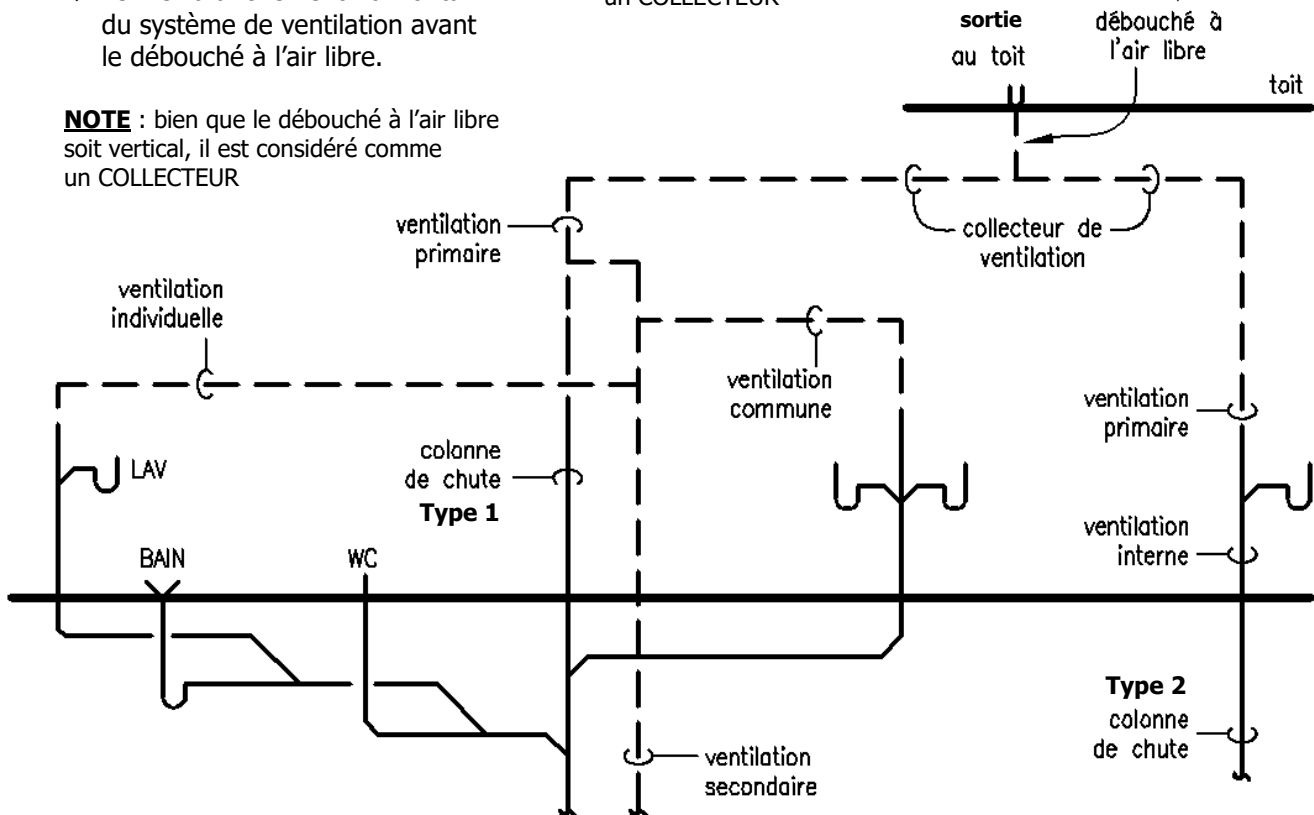 du système de ventilation avant
le débouché à l'air libre.
un COLLECTEUR
NOTE : bien que le débouché à l'air libre
soit vertical, il est considéré comme
un COLLECTEUR
sortie
au toit
débouché à
l'air libre
toit
collecteur de
ventilation
ventilation
primaire
ventilation
individuelle
ventilation
commune
ventilation
primaire
colonne
de chute
Type 1
LAV
BAIN
WC
ventilation
interne
Type 2
colonne
de chute
ventilation
secondaire